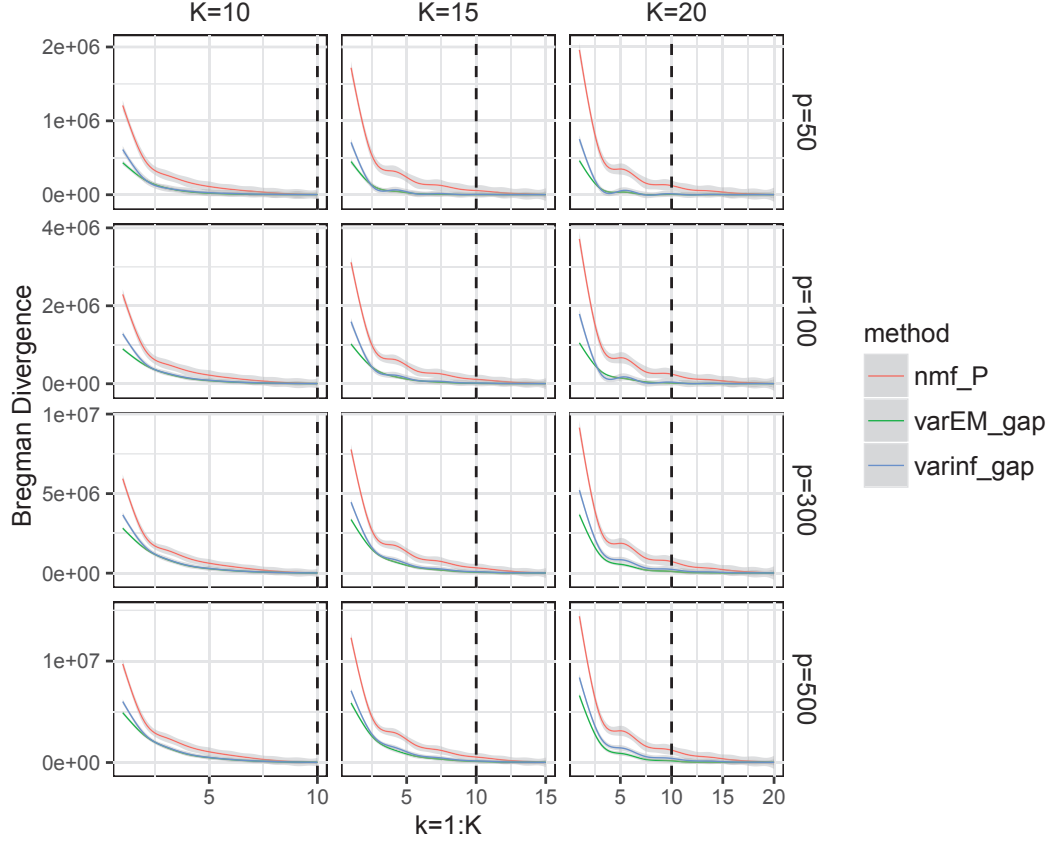 K=10 K=15 K=20
2e+06
1e+06
0e+00
p=50
4e+06
2e+06
0e+00
p=100
1e+07
5e+06
0e+00
p=300
1e+07
0e+00
p=500
Bregman Divergence
5 10 5 10 15 5 10 15 20
k=1:K
method
nmf_P
varEM_gap
varinf_gap